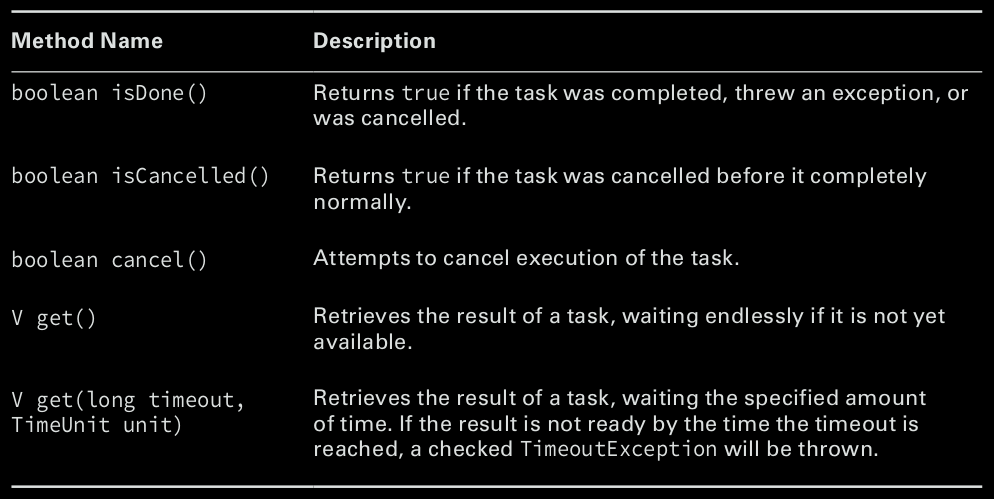 Method Name Description
boolean isDone() Returns true if the task was completed, threw an exception, or
was cancelled.
boolean isCancelled() Returns true if the task was cancelled before it completely
normally.
boolean cancel() Attempts to cancel execution of the task.
V get() Retrieves the result of a task, waiting endlessly if it is not yet
available.
V get(long timeout, Retrieves the result of a task, waiting the specified amount
TimeUnit unit) of time. If the result is not ready by the time the timeout is
reached, a checked TimeoutException will be thrown.